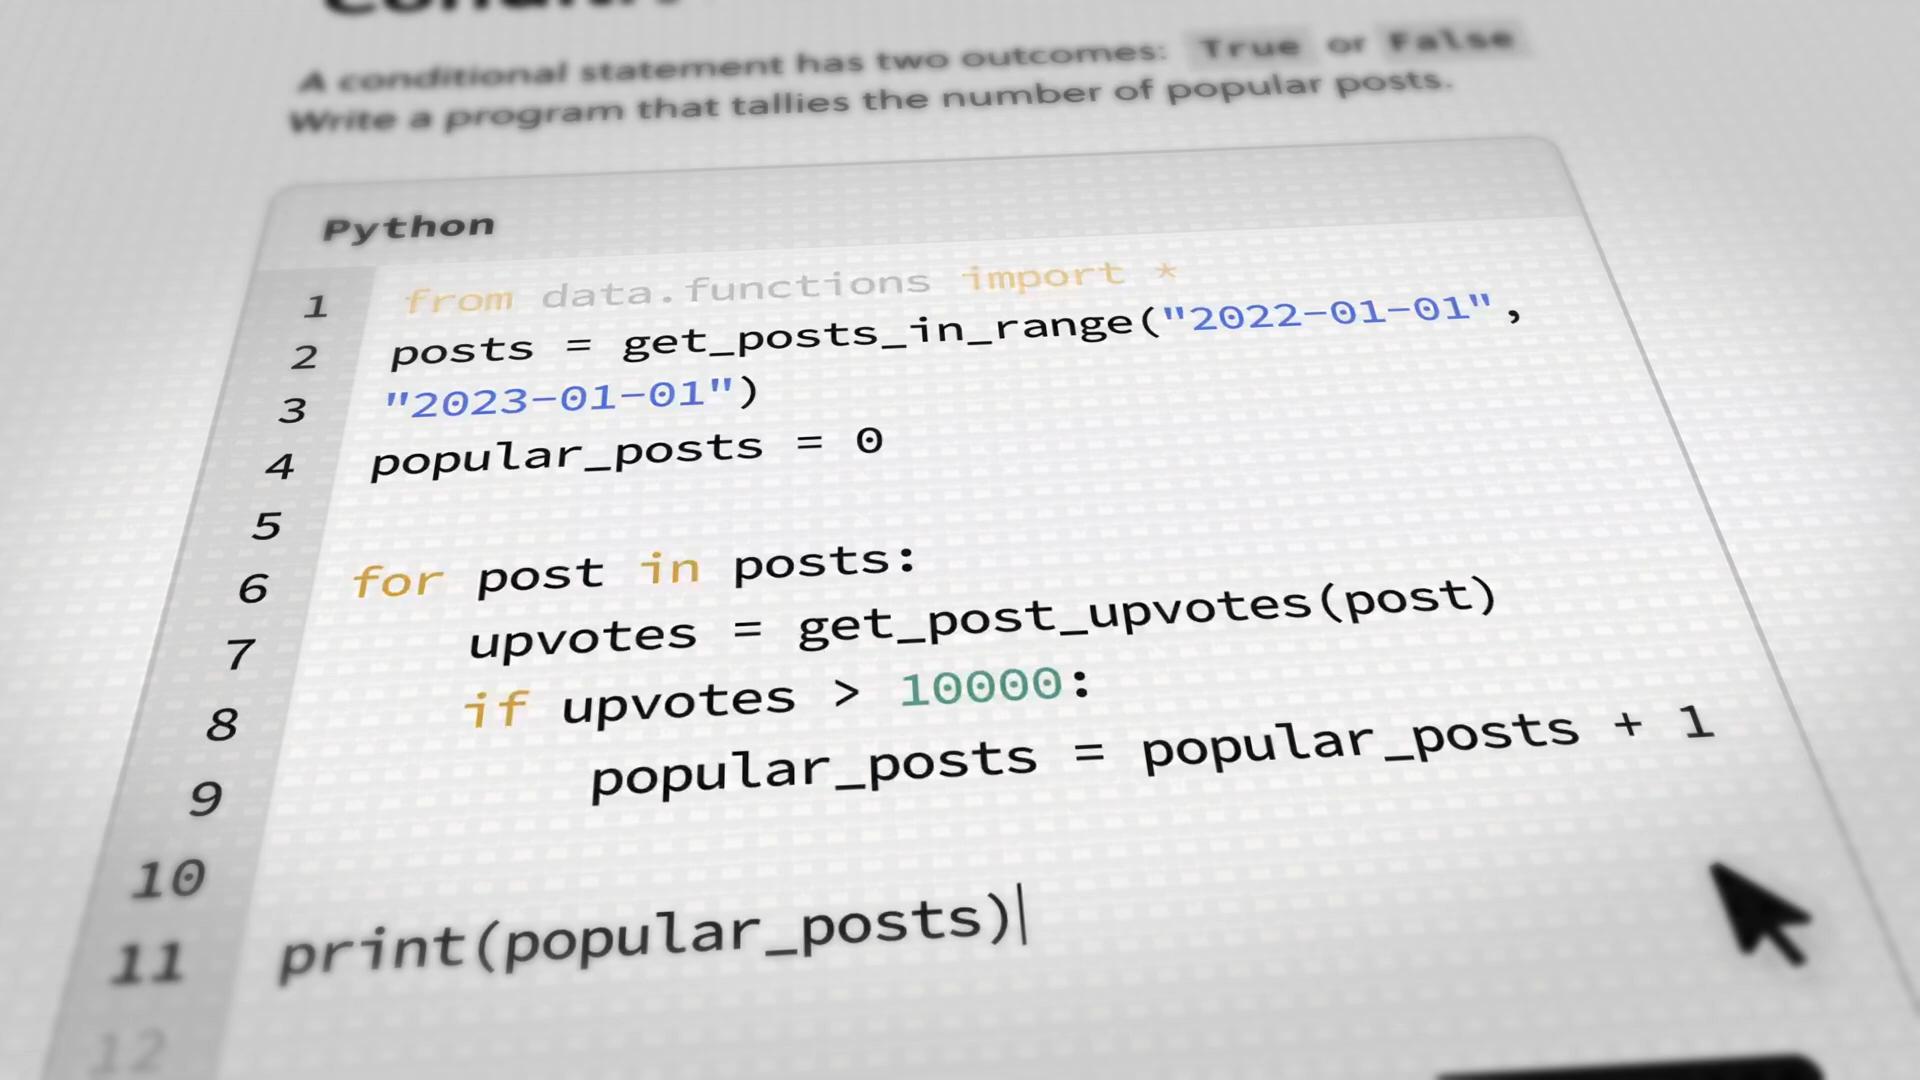 A conditional statement has two outcomes: True or False
Write a program that tallies the number of popular posts.
Python
1 from data.functions import *
2 posts = get_posts_in_range("2022-01-01",
3 "2023-01-01")
4 popular_posts = 0
5
6 for post in posts:
7 upvotes = get_post_upvotes(post)
8 if upvotes > 10000:
9 popular_posts = popular_posts + 1
10
11 print(popular_posts)
12